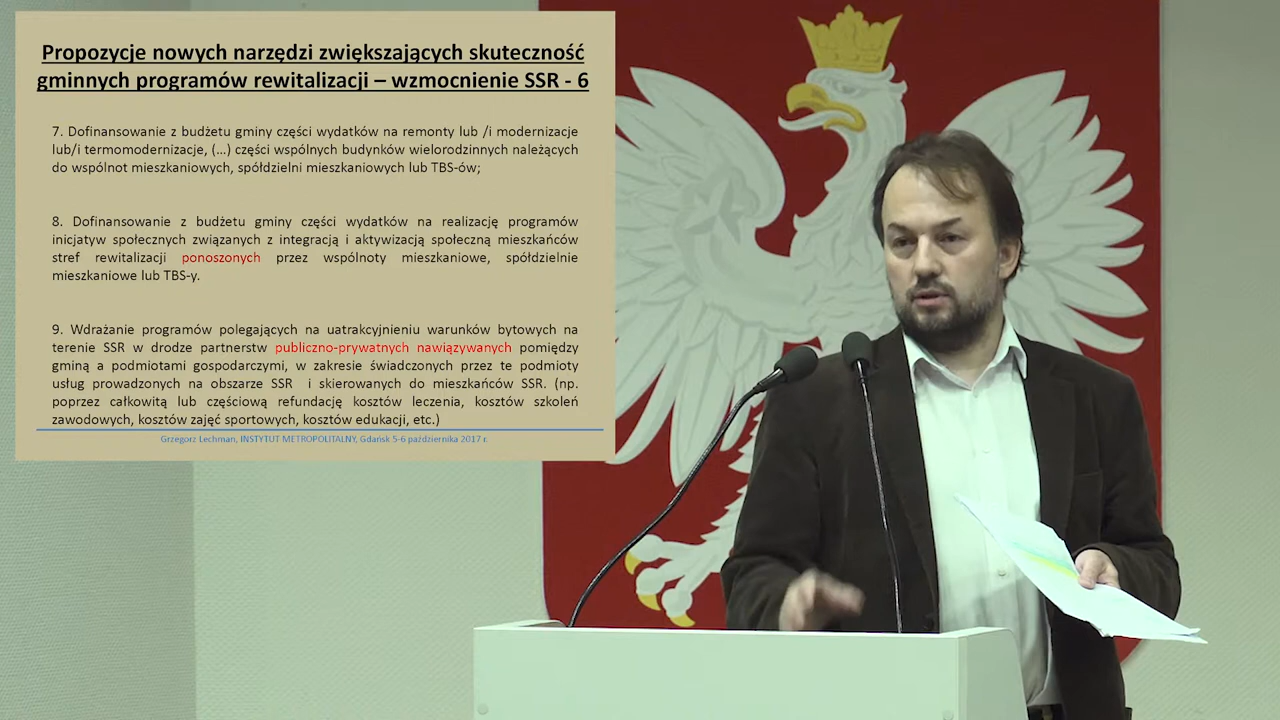 Propozycje nowych narzędzi zwiększających skuteczność
gminnych programów rewitalizacji – wzmocnienie SSR - 6
7. Dofinansowanie z budżetu gminy części wydatków na remonty lub /i modernizacje
lub/i termomodernizacje, (...) części wspólnych budynków wielorodzinnych należących
do wspólnot mieszkaniowych, spółdzielni mieszkaniowych lub TBS-ów;
8. Dofinansowanie z budżetu gminy części wydatków na realizację programów
inicjatyw społecznych związanych z integracją i aktywizacją społeczną mieszkańców
stref rewitalizacji ponoszonych przez wspólnoty mieszkaniowe, spółdzielnie
mieszkaniowe lub TBS-y.
9. Wdrażanie programów polegających na uatrakcyjnieniu warunków bytowych na
terenie SSR w drodze partnerstw publiczno-prywatnych nawiązywanych pomiędzy
gminą a podmiotami gospodarczymi, w zakresie świadczonych przez te podmioty
usług prowadzonych na obszarze SSR i skierowanych do mieszkańców SSR. (np.
poprzez całkowitą lub częściową refundację kosztów leczenia, kosztów szkoleń
zawodowych, kosztów zajęć sportowych, kosztów edukacji, etc.)
Grzegorz Lechman, INSTYTUT METROPOLITALNY, Gdańsk 5-6 października 2017 r.